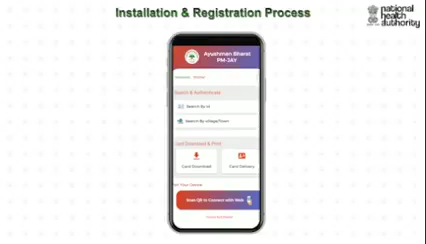 Installation & Registration Process
national
health
authority
Ayushman Bharat
PM-JAY
Search & Authenticate
Search By Id
Search By village/Town
Card Download & Print
Card Download
Card Delivery
Scan QR to Connect with Web